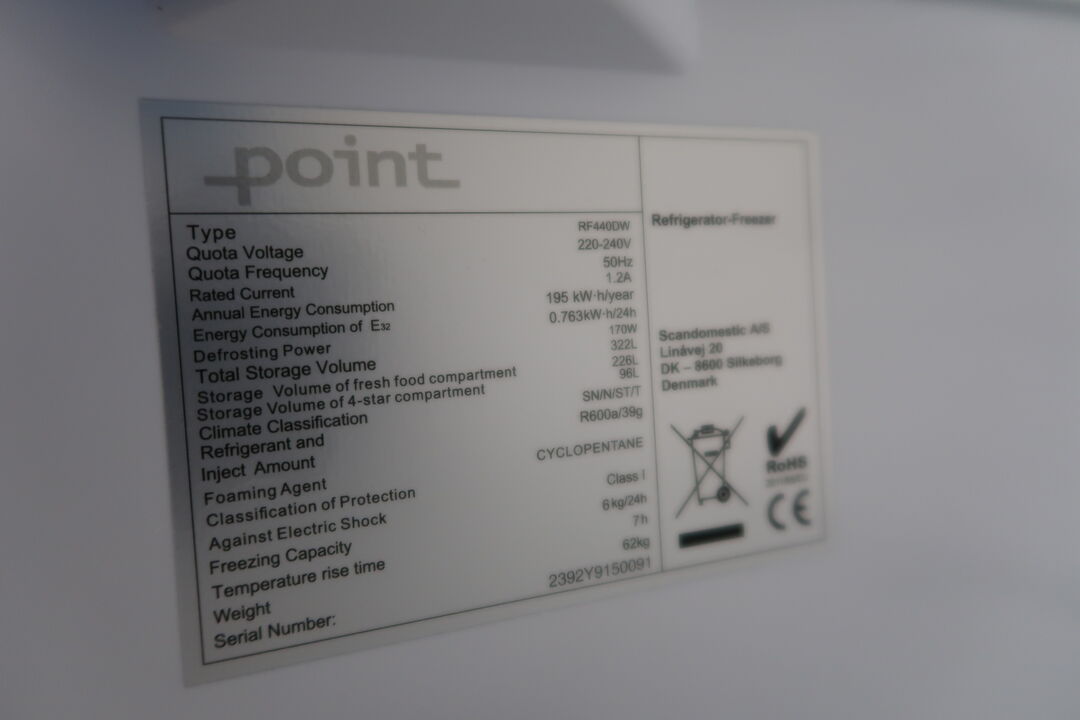 point
Type RF440DW
Quota Voltage 220-240V
Quota Frequency 50Hz
Rated Current 1.2A
Annual Energy Consumption 195 kW·h/year
Energy Consumption of E32 0.763kW·h/24h
Defrosting Power 170W
Total Storage Volume 322L
Storage Volume of fresh food compartment 226L
Storage Volume of 4-star compartment 96L
Climate Classification SN/N/ST/T
Refrigerant and
Inject Amount R600a/39g
Foaming Agent CYCLOPENTANE
Classification of Protection
Against Electric Shock Class I
Freezing Capacity 6kg/24h
Temperature rise time 7h
Weight 62kg
Serial Number: 2392Y9150091
Refrigerator-Freezer
Scandomestic A/S
Linåvej 20
DK – 8600 Silkeborg
Denmark
RoHS
CE